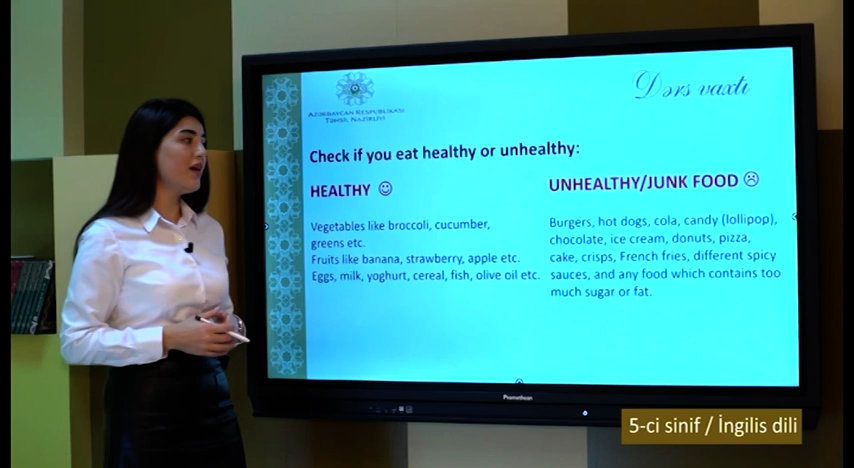 Dərs vaxtı
AZƏRBAYCAN RESPUBLİKASI
TƏHSİL NAZİRLİYİ
Check if you eat healthy or unhealthy:
HEALTHY ☺
Vegetables like broccoli, cucumber,
greens etc.
Fruits like banana, strawberry, apple etc.
Eggs, milk, yoghurt, cereal, fish, olive oil etc.
UNHEALTHY/JUNK FOOD ☹
Burgers, hot dogs, cola, candy (lollipop),
chocolate, ice cream, donuts, pizza,
cake, crisps, French fries, different spicy
sauces, and any food which contains too
much sugar or fat.
Promethean
5-ci sinif / İngilis dili